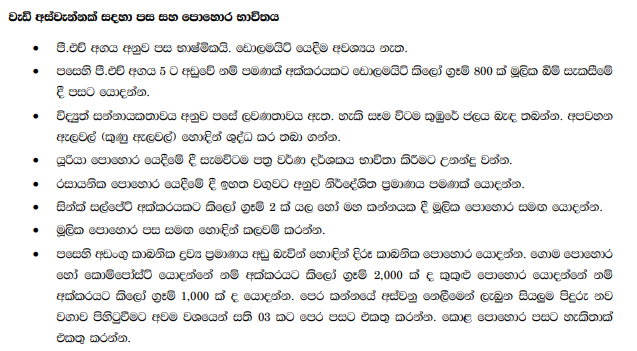 වැඩි අස්වැන්නක් සඳහා පස සහ පොහොර භාවිතය
• පී.එච් අගය අනුව පස භාෂ්මිකයි. ඩොලමයිට් යෙදීම අවශ්‍යය නැත.
• පසෙහි පී.එච් අගය 5 ට අඩුවේ නම් පමණක් අක්කරයකට ඩොලමයිට් කිලෝ ග්‍රෑම් 800 ක් මූලික බිම් සැකසීමේ
දී පසට යොදන්න.
• විද්‍යුත් සන්නායකතාවය අනුව පසේ ලවණතාවය ඇත. හැකි සෑම විටම කුඹුරේ ජලය බැඳ තබන්න. අපවහන
ඇලවල් (කුණු ඇලවල්) හොඳින් ශුද්ධ කර තබා ගන්න.
• යූරියා පොහොර යෙදීමේ දී සැමවිටම පත්‍ර වර්ණ දර්ශකය භාවිතා කිරීමට උනන්දු වන්න.
• රසායනික පොහොර යෙදීමේ දී ඉහත වගුවට අනුව නිර්දේශිත ප්‍රමාණය පමණක් යොදන්න.
• සින්ක් සල්පේට් අක්කරයකට කිලෝ ග්‍රෑම් 2 ක් යල හෝ මහ කන්නයක දී මූලික පොහොර සමඟ යොදන්න.
• මූලික පොහොර පස සමඟ හොඳින් කලවම් කරන්න.
• පසෙහි අඩංගු කාබනික ද්‍රව්‍ය ප්‍රමාණය අඩු බැවින් හොඳින් දිරූ කාබනික පොහොර යොදන්න. ගොම පොහොර
හෝ කොම්පෝස්ට් යොදන්නේ නම් අක්කරයට කිලෝ ග්‍රෑම් 2,000 ක් ද කුකුළු පොහොර යොදන්නේ නම්
අක්කරයට කිලෝ ග්‍රෑම් 1,000 ක් ද යොදන්න. පෙර කන්නයේ අස්වනු නෙලීමෙන් ලැබුන සියලුම පිදුරු නව
වගාව පිහිටුවීමට අවම වශයෙන් සති 03 කට පෙර පසට එකතු කරන්න. කොළ පොහොර පසට හැකිතාක්
එකතු කරන්න.